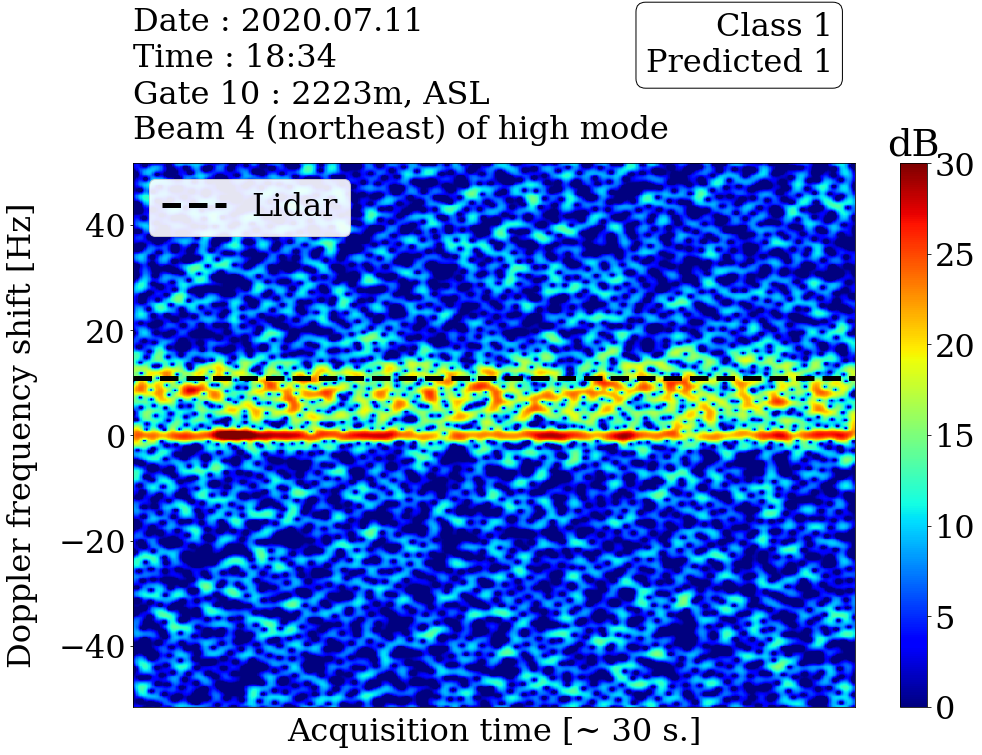 Date : 2020.07.11
Time : 18:34
Gate 10 : 2223m, ASL
Beam 4 (northeast) of high mode
Class 1
Predicted 1
dB
Lidar
Doppler frequency shift [Hz]
40
20
0
−20
−40
30
25
20
15
10
5
0
Acquisition time [~ 30 s.]